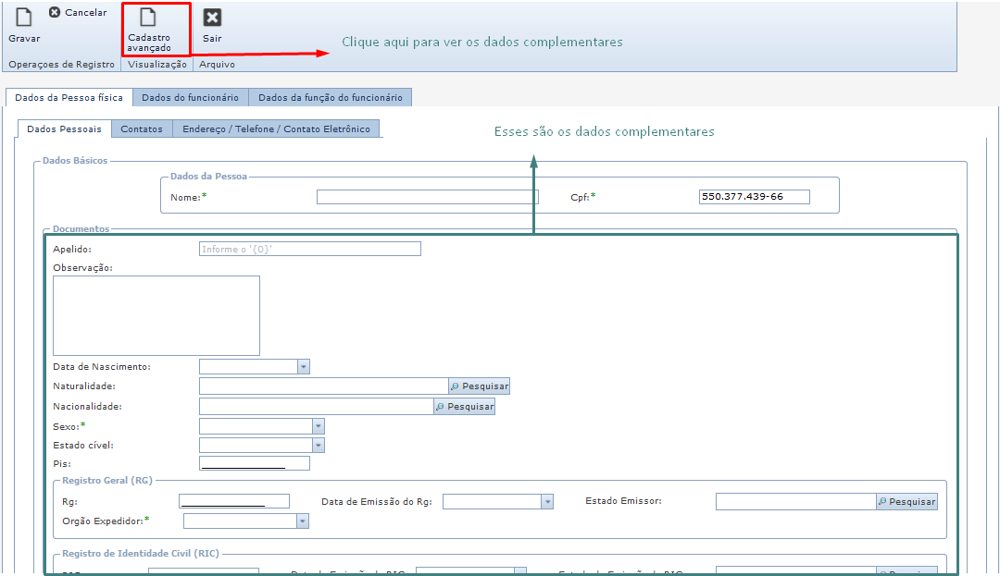 Cancelar
Gravar
Cadastro
avançado
Sair
Clique aqui para ver os dados complementares
Operaçoes de Registro Visualização Arquivo
Dados da Pessoa física Dados do funcionário Dados da função do funcionário
Dados Pessoais Contatos Endereço / Telefone / Contato Eletrônico
Esses são os dados complementares
Dados Básicos
Dados da Pessoa
Nome:* Cpf:* 550.377.439-66
Documentos
Apelido: Informe o '{0}'
Observação:
Data de Nascimento:
Naturalidade: Pesquisar
Nacionalidade: Pesquisar
Sexo:*
Estado cível:
Pis:
Registro Geral (RG)
Rg: Data de Emissão do Rg: Estado Emissor: Pesquisar
Orgão Expedidor:*
Registro de Identidade Civil (RIC)